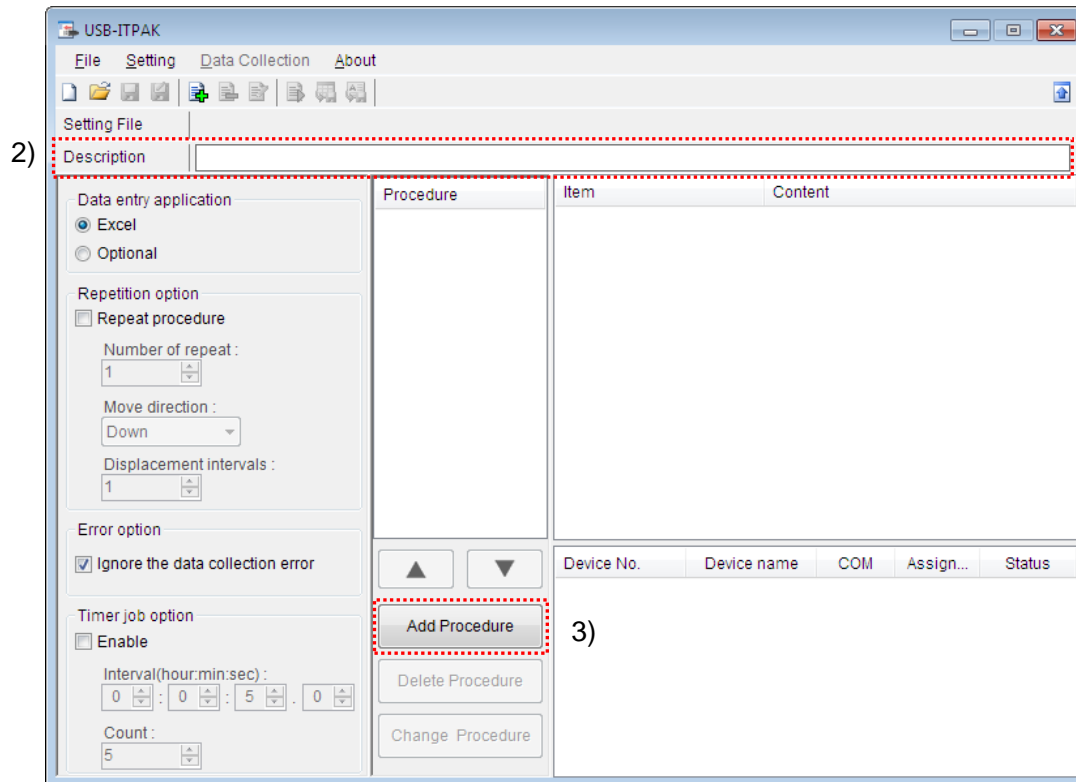 USB-ITPAK
File Setting Data Collection About
Setting File
2)
Description
Data entry application
Excel
Optional
Repetition option
Repeat procedure
Number of repeat :
1
Move direction :
Down
Displacement intervals :
1
Error option
Ignore the data collection error
Timer job option
Enable
Interval(hour:min:sec) :
0 : 0 : 5 . 0
Count :
5
Procedure
Add Procedure
3)
Delete Procedure
Change Procedure
Item Content
Device No. Device name COM Assign... Status